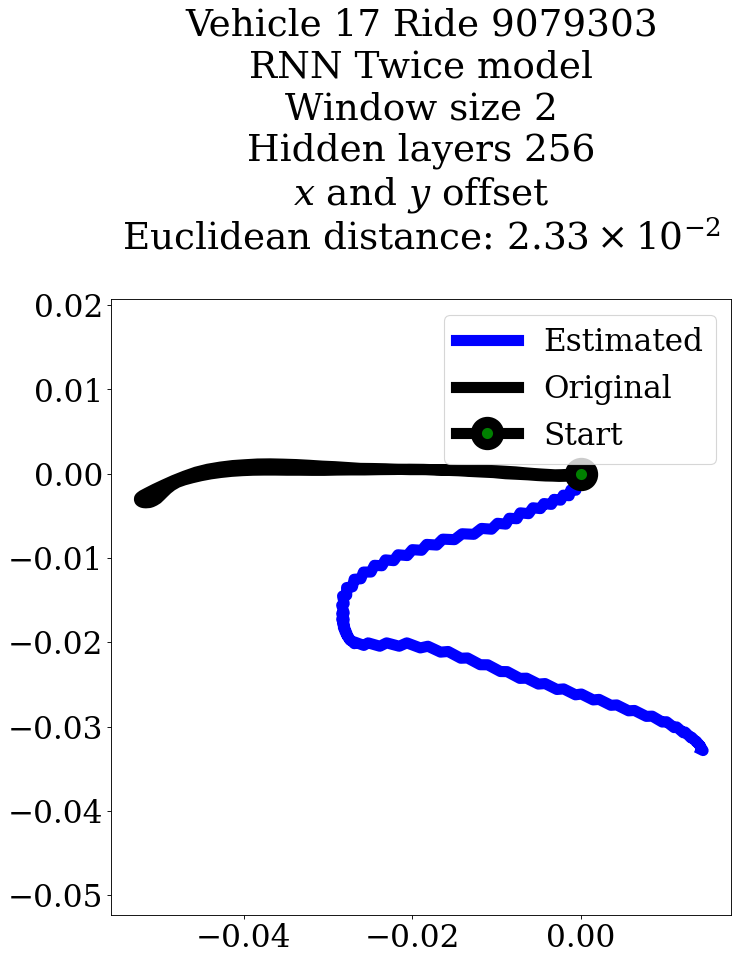 Vehicle 17 Ride 9079303
RNN Twice model
Window size 2
Hidden layers 256
x and y offset
Euclidean distance: 2.33 × 10⁻²
Estimated
Original
Start
0.02
0.01
0.00
−0.01
−0.02
−0.03
−0.04
−0.05
−0.04
−0.02
0.00